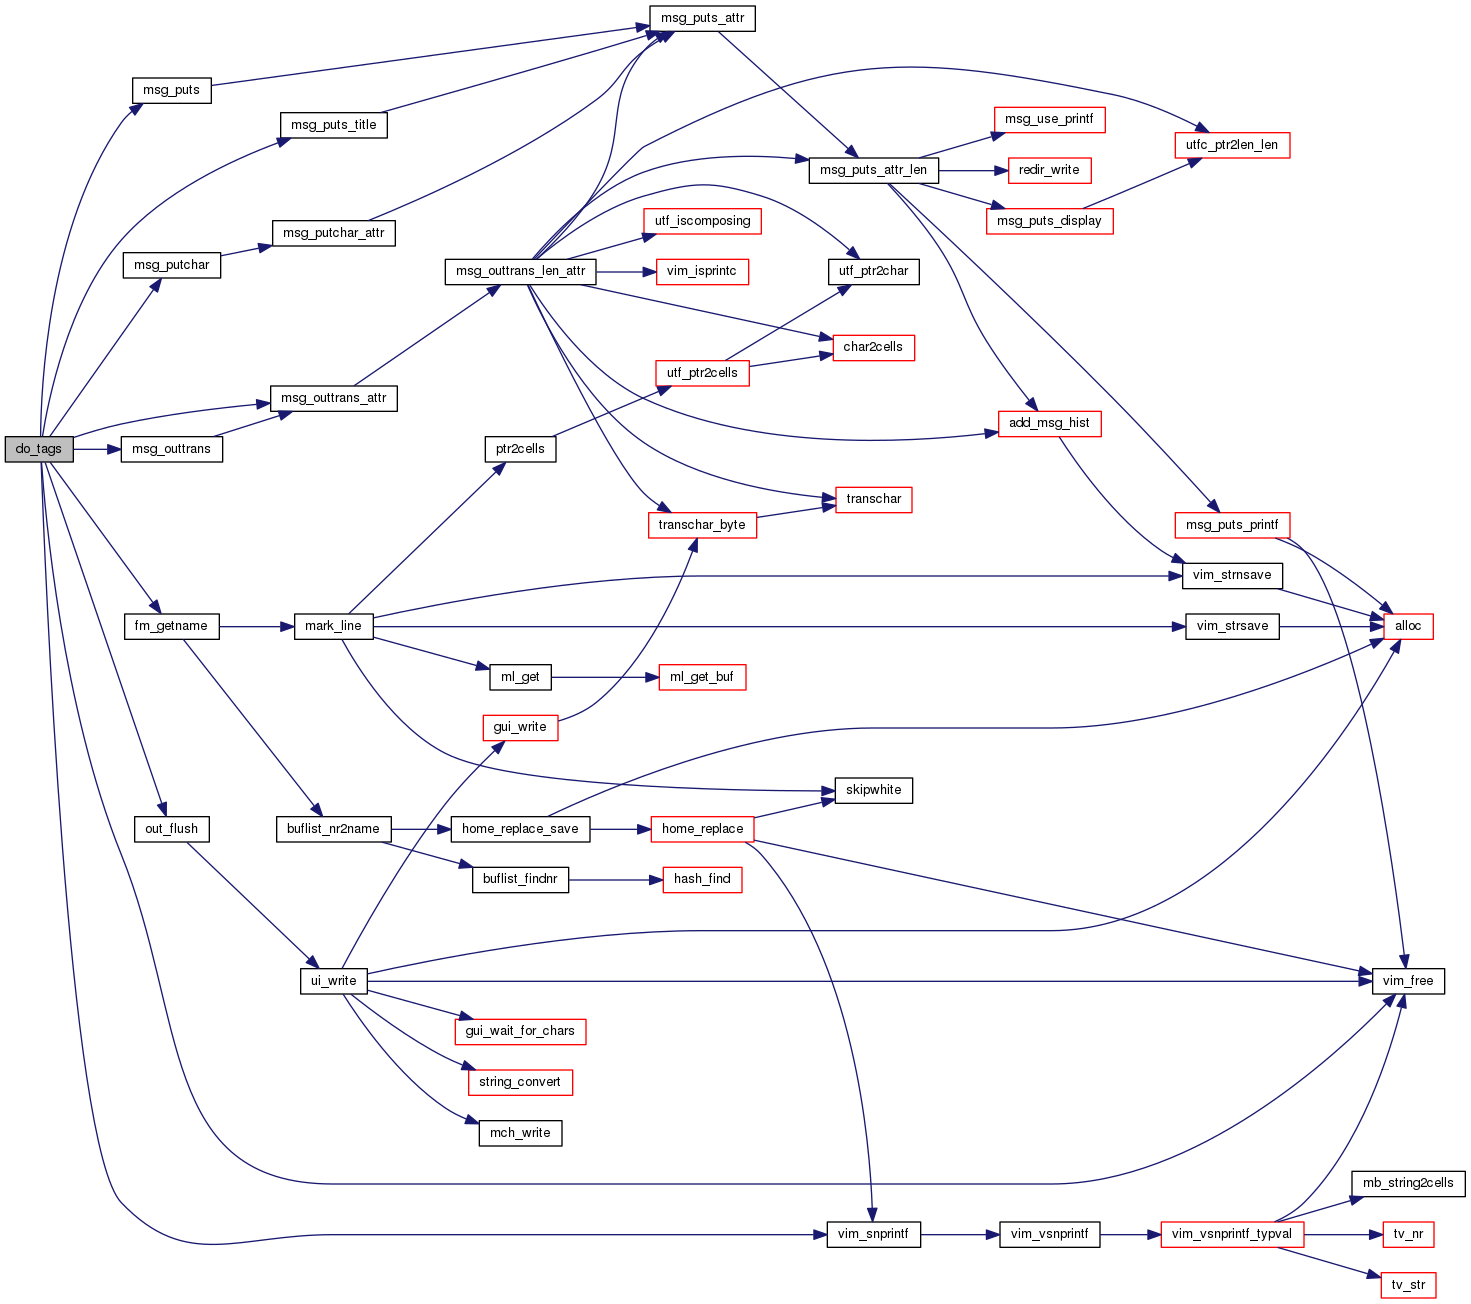 msg_puts_attr
msg_puts
msg_puts_title
msg_use_printf
utfc_ptr2len_len
msg_puts_attr_len
redir_write
msg_putchar_attr
utf_iscomposing
msg_puts_display
msg_putchar
msg_outtrans_len_attr
vim_isprintc
utf_ptr2char
char2cells
utf_ptr2cells
msg_outtrans_attr
add_msg_hist
do_tags
msg_outtrans
ptr2cells
transchar
transchar_byte
msg_puts_printf
vim_strnsave
fm_getname
mark_line
vim_strsave
alloc
ml_get
ml_get_buf
gui_write
skipwhite
out_flush
buflist_nr2name
home_replace_save
home_replace
buflist_findnr
hash_find
ui_write
vim_free
gui_wait_for_chars
string_convert
mch_write
mb_string2cells
vim_snprintf
vim_vsnprintf
vim_vsnprintf_typval
tv_nr
tv_str